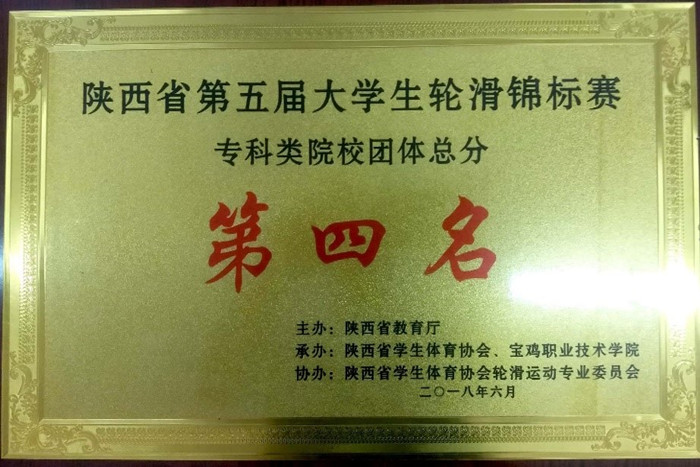 陕西省第五届大学生轮滑锦标赛
专科类院校团体总分
第四名
主办：陕西省教育厅
承办：陕西省学生体育协会、宝鸡职业技术学院
协办：陕西省学生体育协会轮滑运动专业委员会
二〇一八年六月